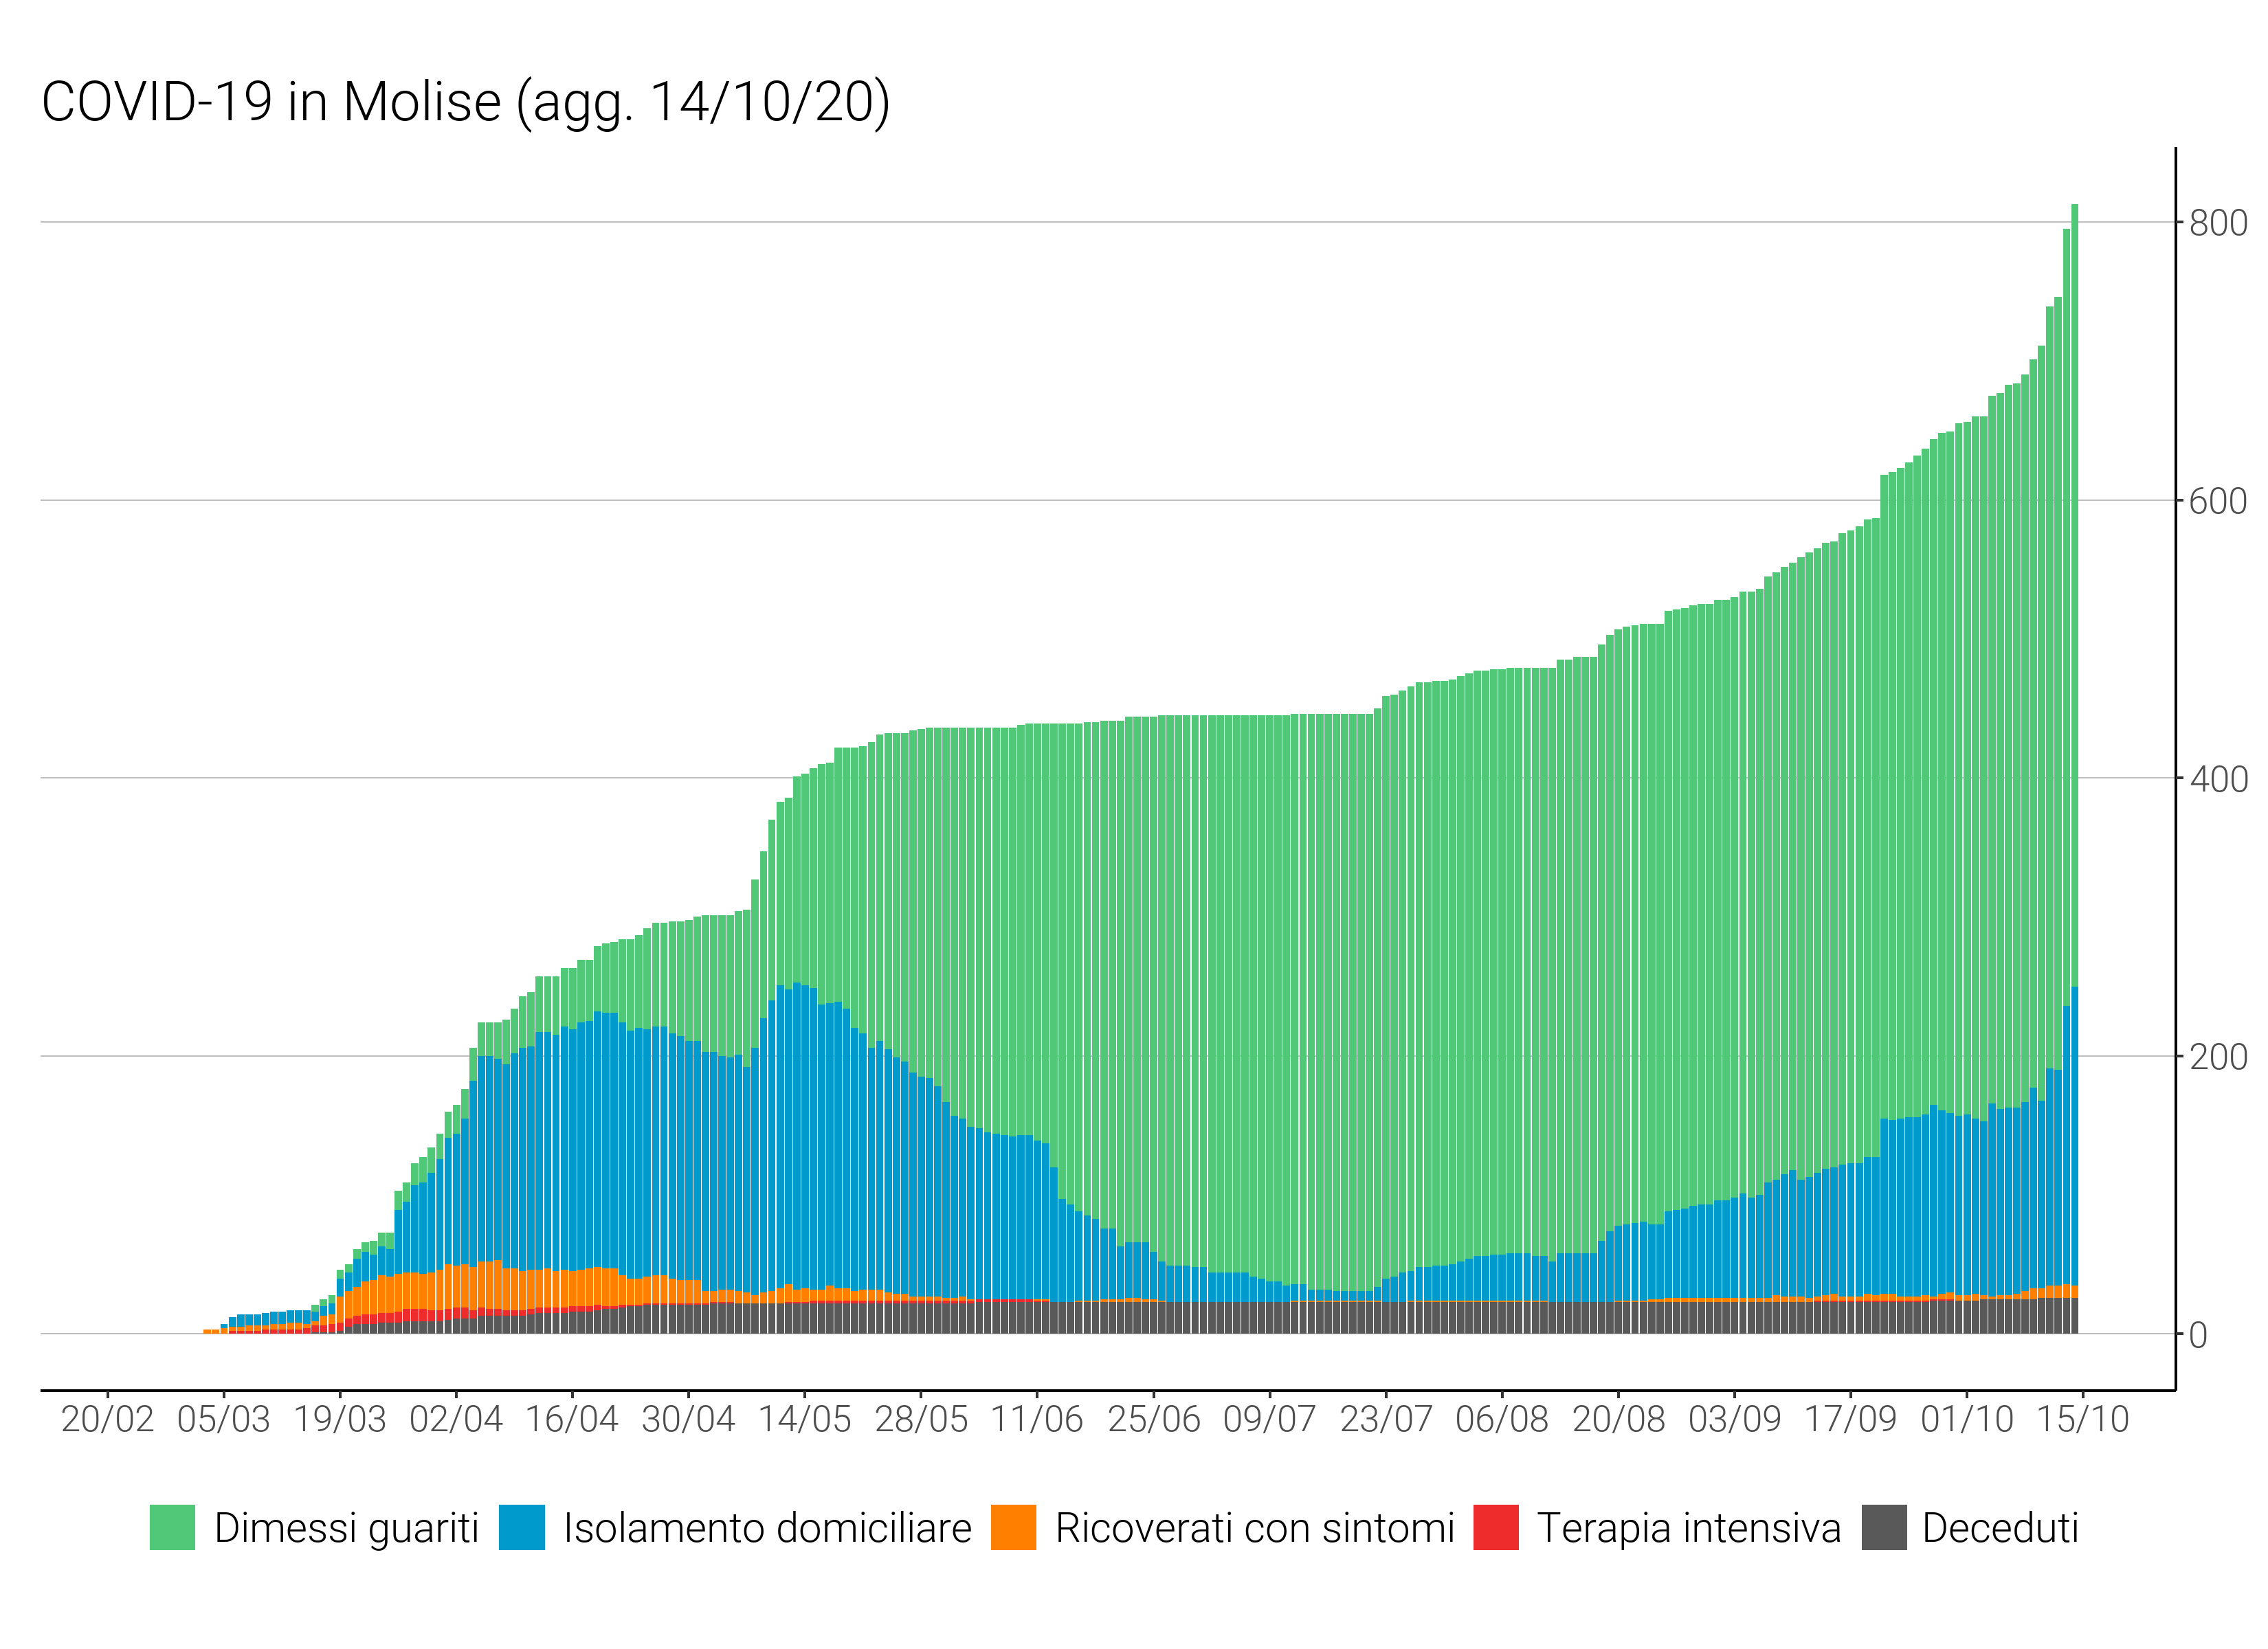 COVID-19 in Molise (agg. 14/10/20)
800
600
400
200
0
20/02 05/03 19/03 02/04 16/04 30/04 14/05 28/05 11/06 25/06 09/07 23/07 06/08 20/08 03/09 17/09 01/10 15/10
Dimessi guariti Isolamento domiciliare Ricoverati con sintomi Terapia intensiva Deceduti